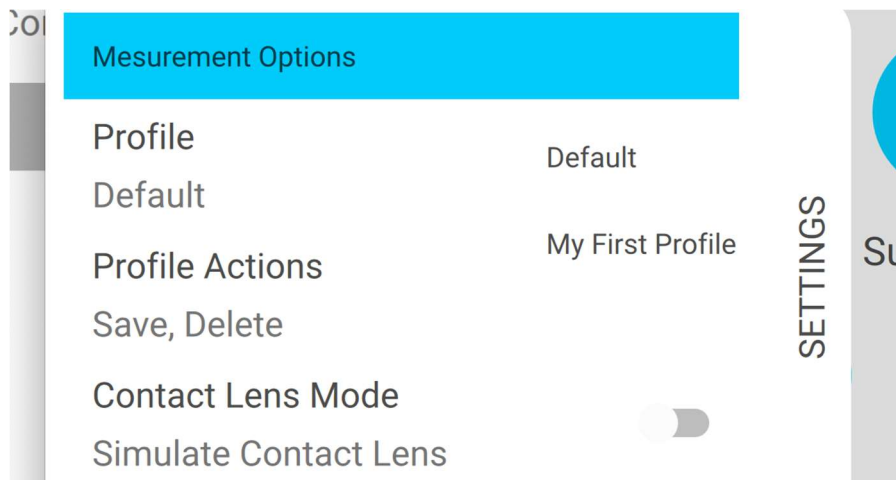 Mesurement Options
Profile
Default
Default
My First Profile
Profile Actions
Save, Delete
Contact Lens Mode
Simulate Contact Lens
SETTINGS